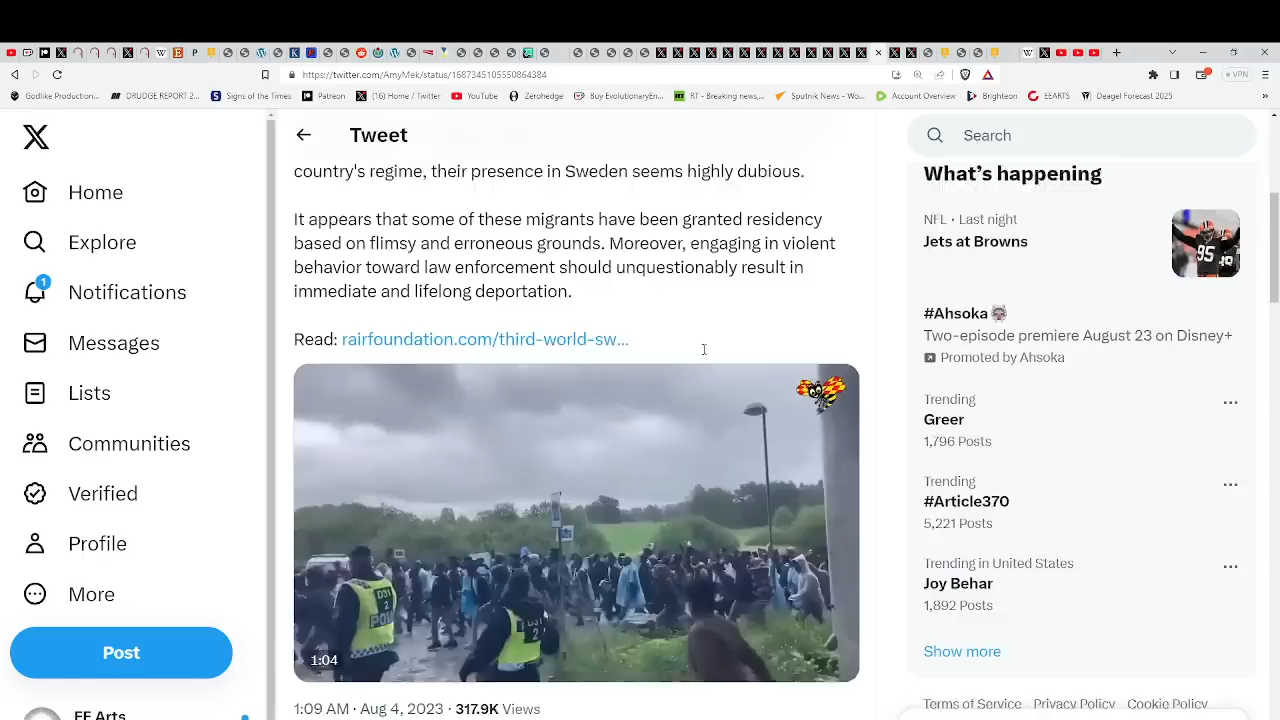 https://twitter.com/AmyMek/status/1687345105550864384
VPN
Godlike Production...
DRUDGE REPORT 2...
Signs of the Times
Patreon
(16) Home / Twitter
YouTube
Zerohedge
Buy EvolutionaryEn...
RT - Breaking news,...
Sputnik News - Wo...
Account Overview
Brighteon
EEARTS
Deagel Forecast 2025
Tweet
Search
Home
Explore
1
Notifications
Messages
Lists
Communities
Verified
Profile
More
Post
EE Arts
country's regime, their presence in Sweden seems highly dubious.
It appears that some of these migrants have been granted residency
based on flimsy and erroneous grounds. Moreover, engaging in violent
behavior toward law enforcement should unquestionably result in
immediate and lifelong deportation.
Read: rairfoundation.com/third-world-sw...
D31
2
POLIS
D31
2
1:04
1:09 AM · Aug 4, 2023 · 317.9K Views
What's happening
NFL · Last night
Jets at Browns
95
#Ahsoka
Two-episode premiere August 23 on Disney+
Promoted by Ahsoka
Trending
Greer
1,796 Posts
Trending
#Article370
5,221 Posts
Trending in United States
Joy Behar
1,892 Posts
Show more
Terms of Service Privacy Policy Cookie Policy